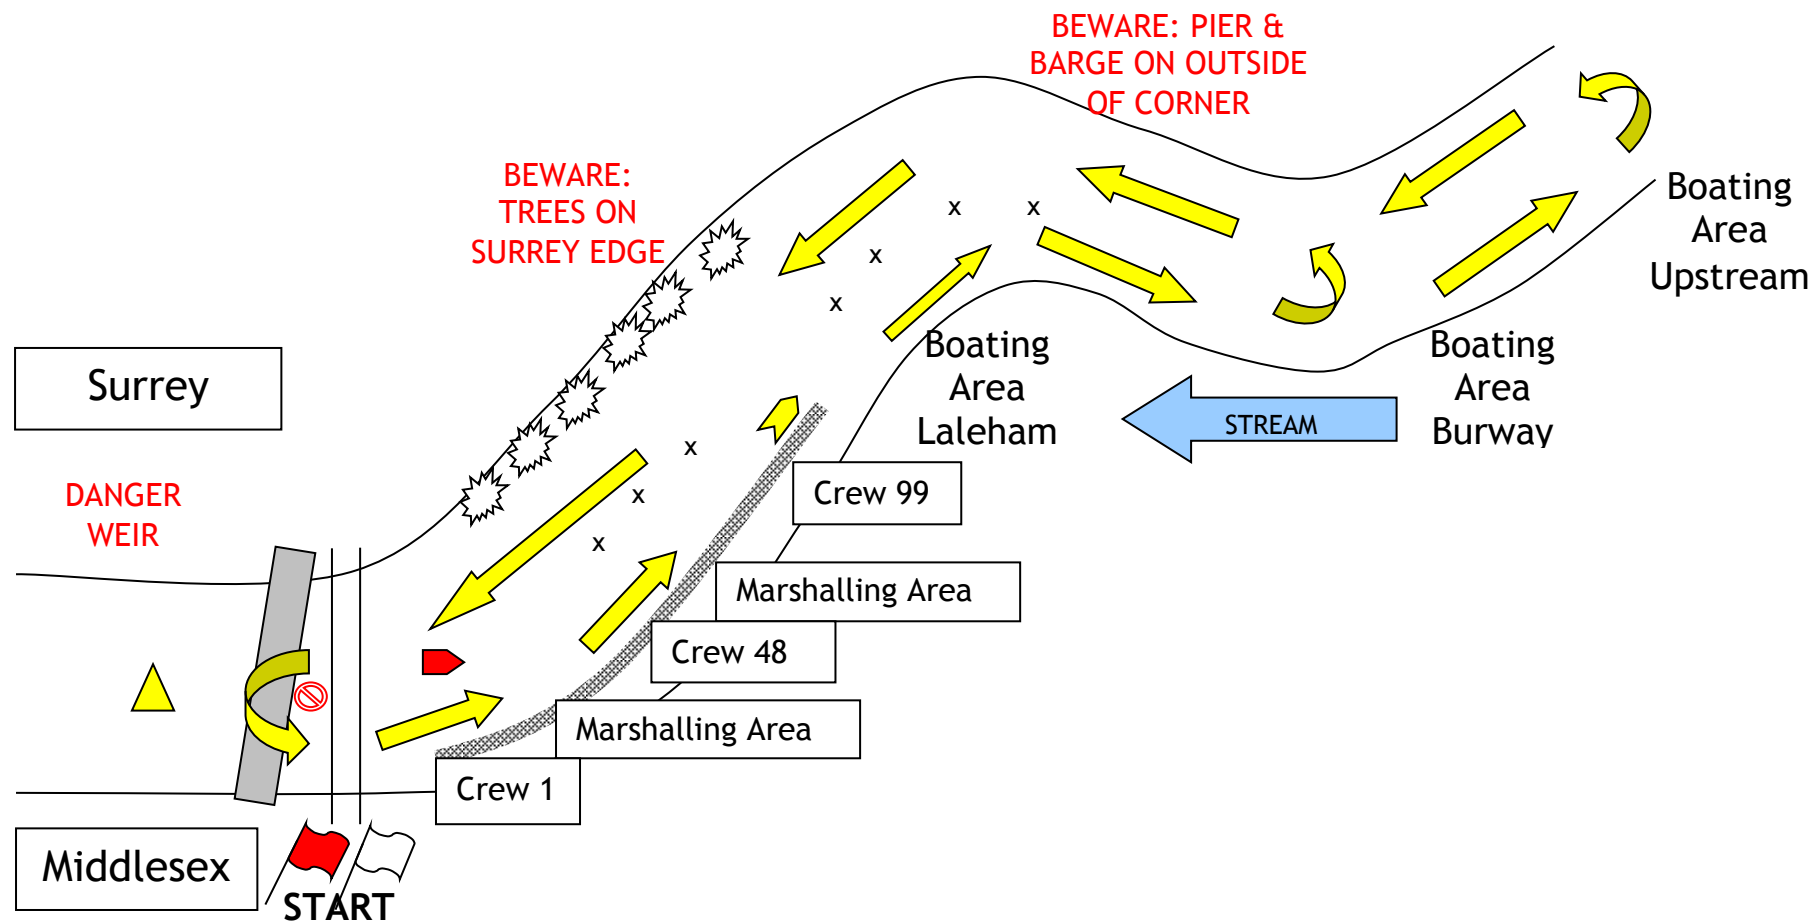 BEWARE: PIER &
BARGE ON OUTSIDE
OF CORNER
BEWARE:
TREES ON
SURREY EDGE
Boating
Area
Upstream
x
x
x
x
Surrey
Boating
Area
Laleham
Boating
Area
Burway
STREAM
DANGER
WEIR
x
x
x
Crew 99
Marshalling Area
Crew 48
Marshalling Area
Crew 1
Middlesex
START